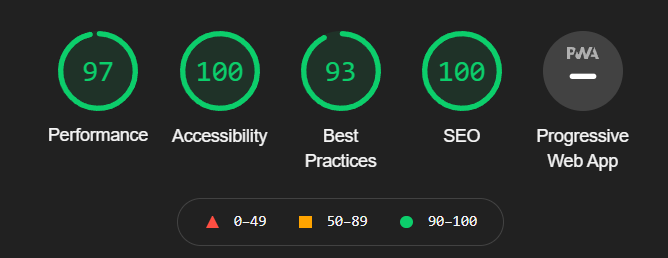 97
100
93
100
PWA
Performance
Accessibility
Best
Practices
SEO
Progressive
Web App
0–49
50–89
90–100